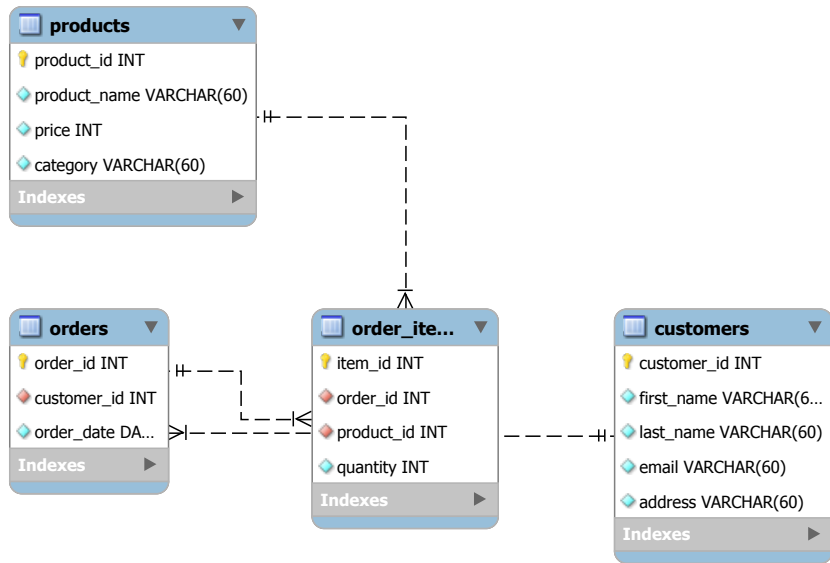 products
product_id INT
product_name VARCHAR(60)
price INT
category VARCHAR(60)
Indexes
orders
order_id INT
customer_id INT
order_date DA...
Indexes
order_ite...
item_id INT
order_id INT
product_id INT
quantity INT
Indexes
customers
customer_id INT
first_name VARCHAR(6...
last_name VARCHAR(60)
email VARCHAR(60)
address VARCHAR(60)
Indexes